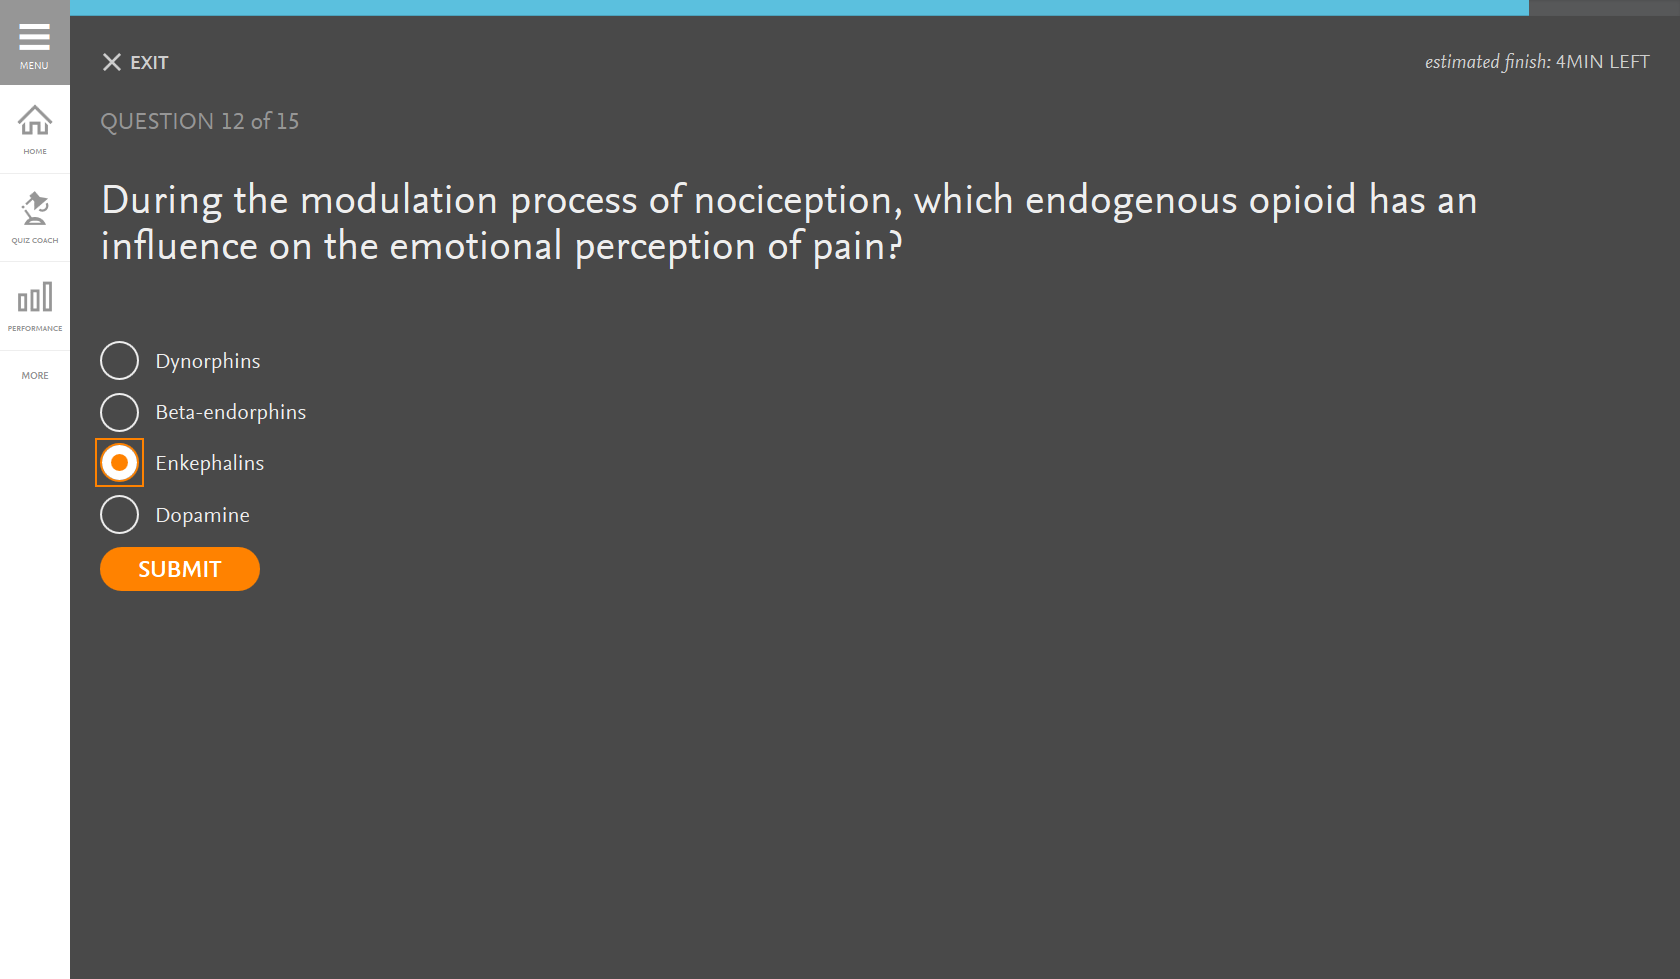 MENU
EXIT
estimated finish: 4MIN LEFT
HOME
QUIZ COACH
PERFORMANCE
MORE
QUESTION 12 of 15
During the modulation process of nociception, which endogenous opioid has an
influence on the emotional perception of pain?
Dynorphins
Beta-endorphins
Enkephalins
Dopamine
SUBMIT